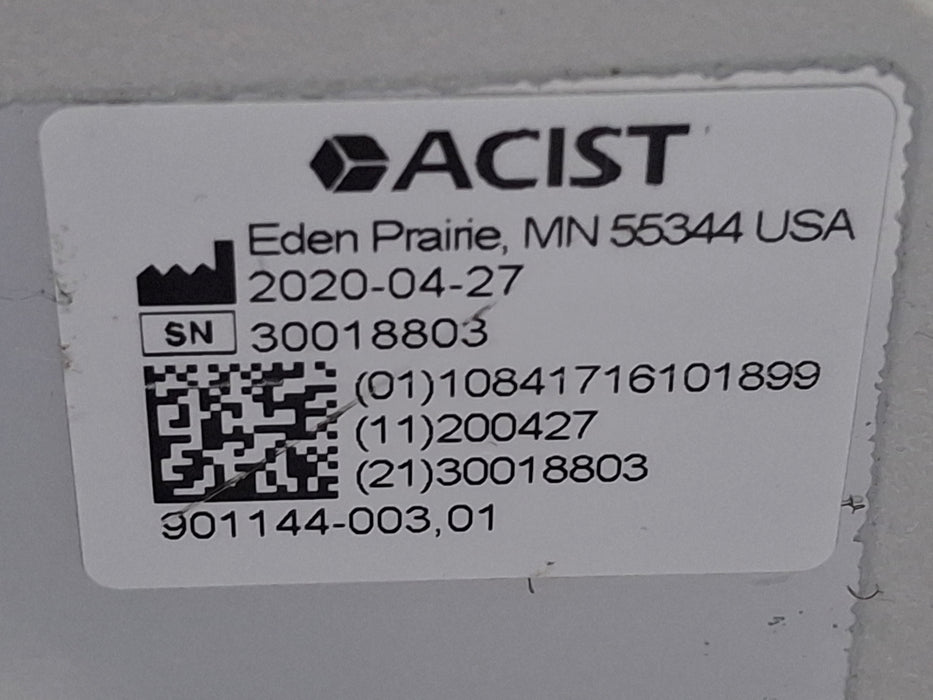 ACIST
Eden Prairie, MN 55344 USA
2020-04-27
SN 30018803
(01)10841716101899
(11)200427
(21)30018803
901144-003,01